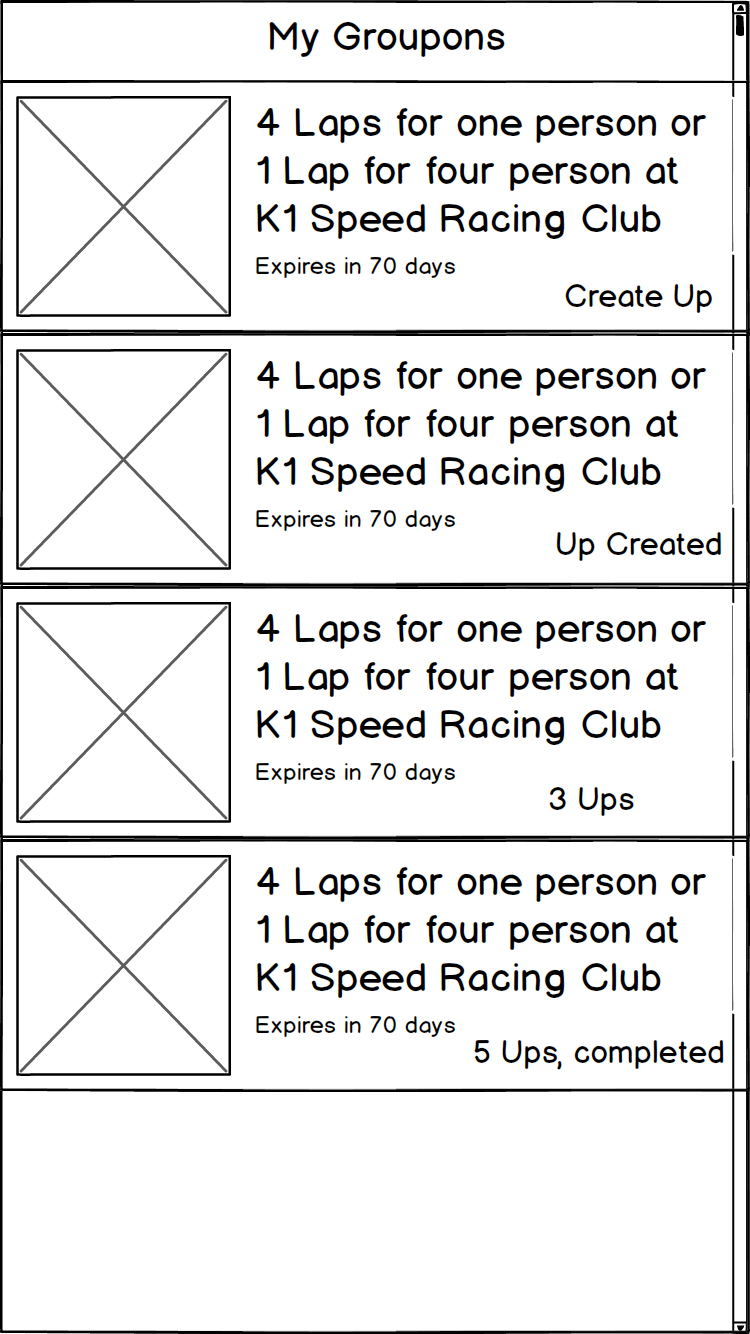 My Groupons
4 Laps for one person or
1 Lap for four person at
K1 Speed Racing Club
Expires in 70 days
Create Up
4 Laps for one person or
1 Lap for four person at
K1 Speed Racing Club
Expires in 70 days
Up Created
4 Laps for one person or
1 Lap for four person at
K1 Speed Racing Club
Expires in 70 days
3 Ups
4 Laps for one person or
1 Lap for four person at
K1 Speed Racing Club
Expires in 70 days
5 Ups, completed